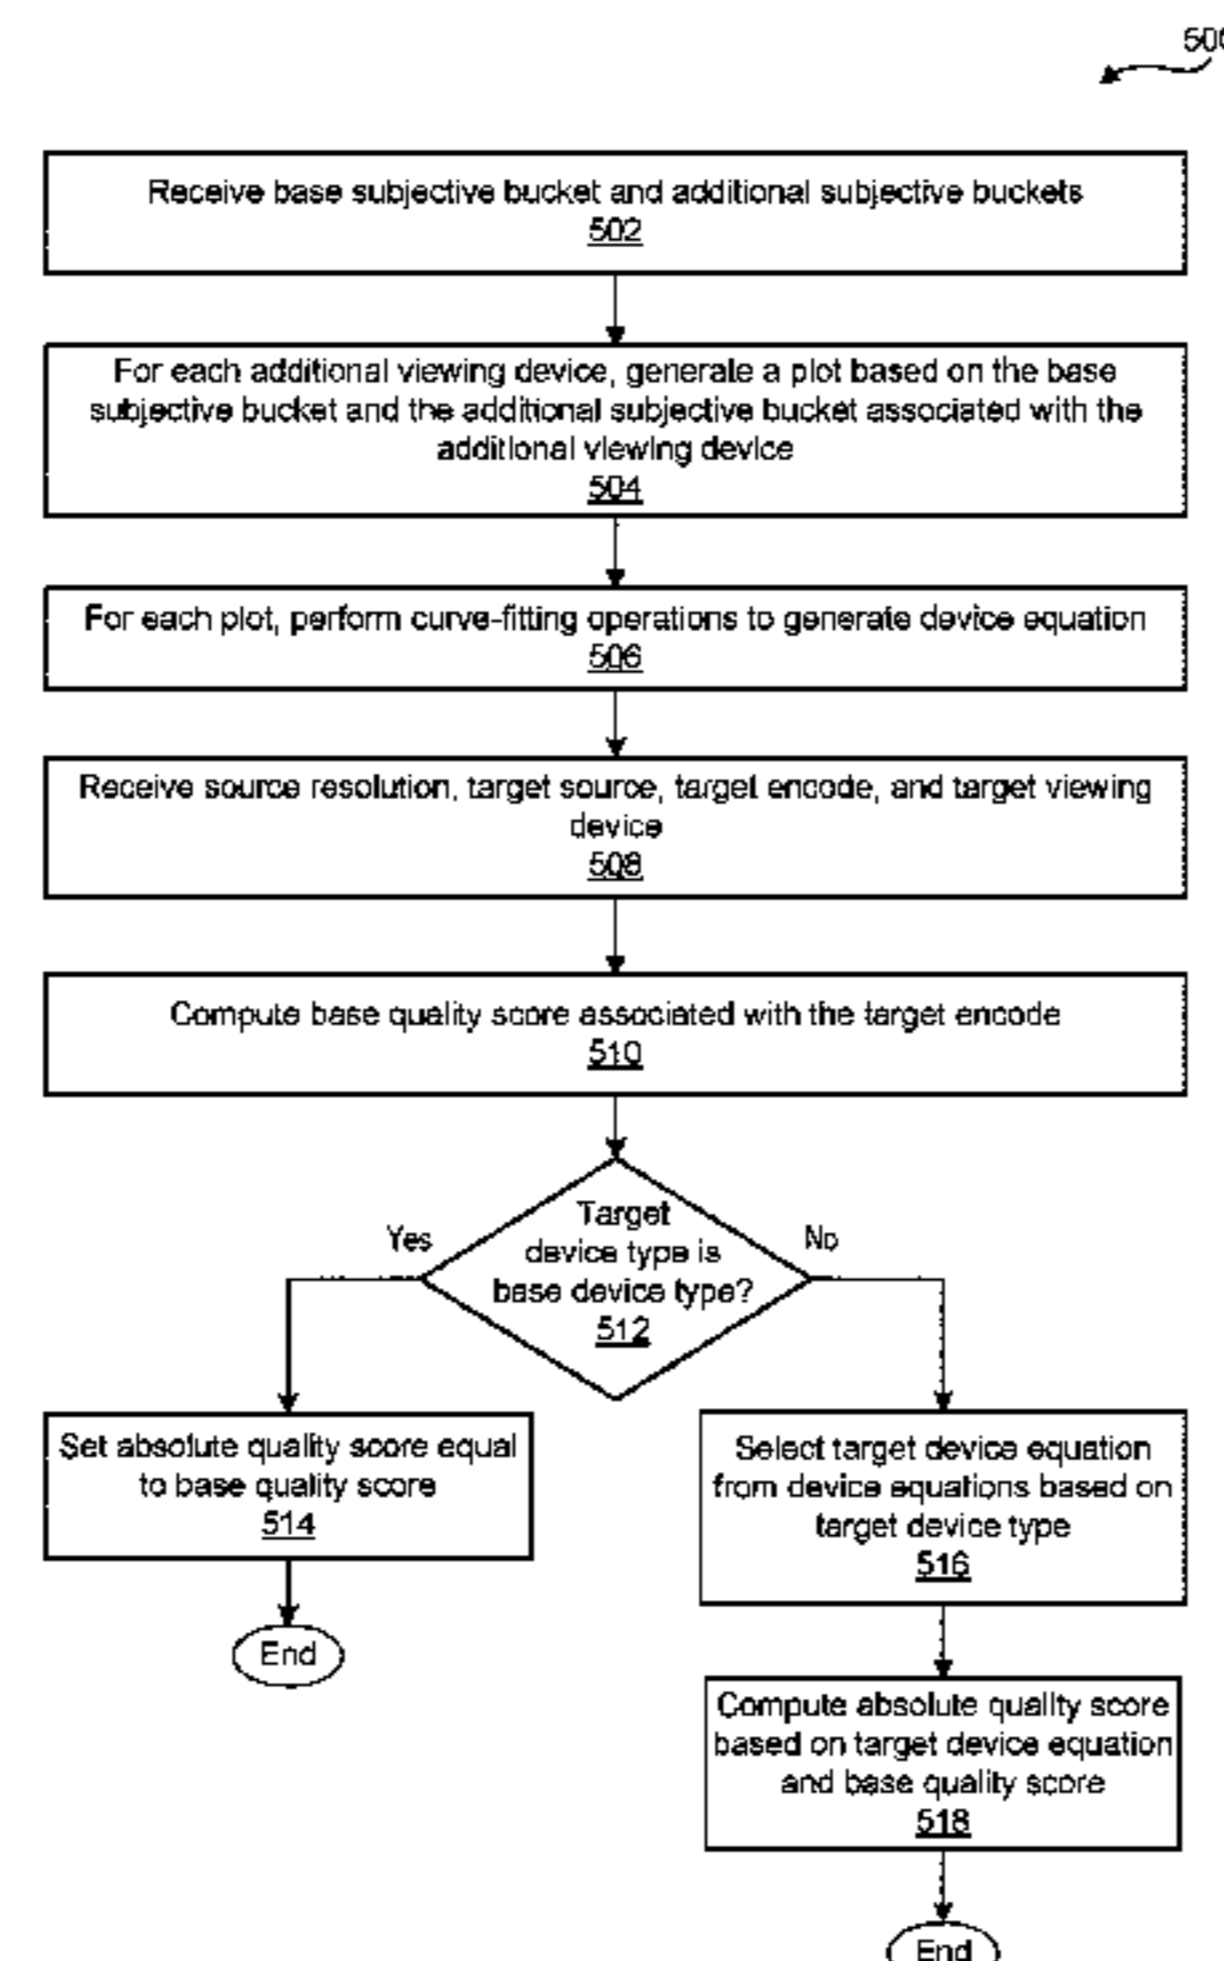 500
Receive base subjective bucket and additional subjective buckets
502
For each additional viewing device, generate a plot based on the base
subjective bucket and the additional subjective bucket associated with the
additional viewing device
504
For each plot, perform curve-fitting operations to generate device equation
506
Receive source resolution, target source, target encode, and target viewing
device
508
Compute base quality score associated with the target encode
510
Target
device type is
base device type?
512
Yes
No
Set absolute quality score equal
to base quality score
514
End
Select target device equation
from device equations based on
target device type
516
Compute absolute quality score
based on target device equation
and base quality score
518
End